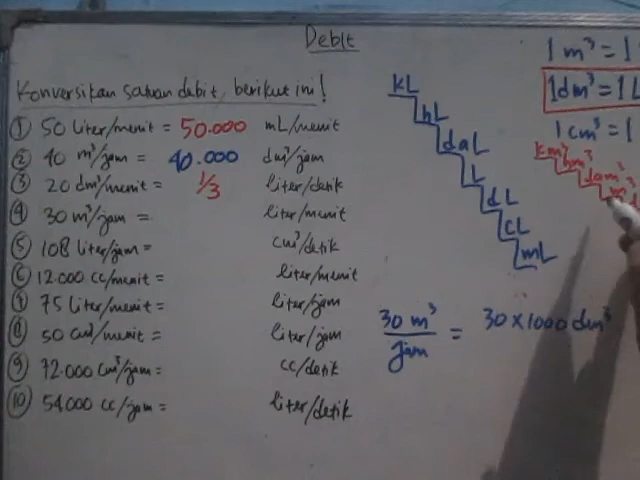 Debit
Konversikan satuan debit, berikut ini!
① 50 Liter/menit = 50.000 mL/menit
② 40 m³/jam = 40.000 dm³/jam
③ 20 dm³/menit = 1/3 liter/detik
④ 30 m³/jam = liter/menit
⑤ 108 liter/jam = cm³/detik
⑥ 12.000 cc/menit = liter/menit
⑦ 75 liter/menit = liter/jam
⑧ 50 /menit = liter/jam
⑨ 72.000 cm³/jam = cc/detik
⑩ 54.000 cc/jam = liter/detik
kL
hL
daL
L
dL
cL
mL
1 m³ = 1
1 dm³ = 1 L
1 cm³ = 1
km³
hm³
dam³
m³
30 m³/jam = 30 × 1000 dm³